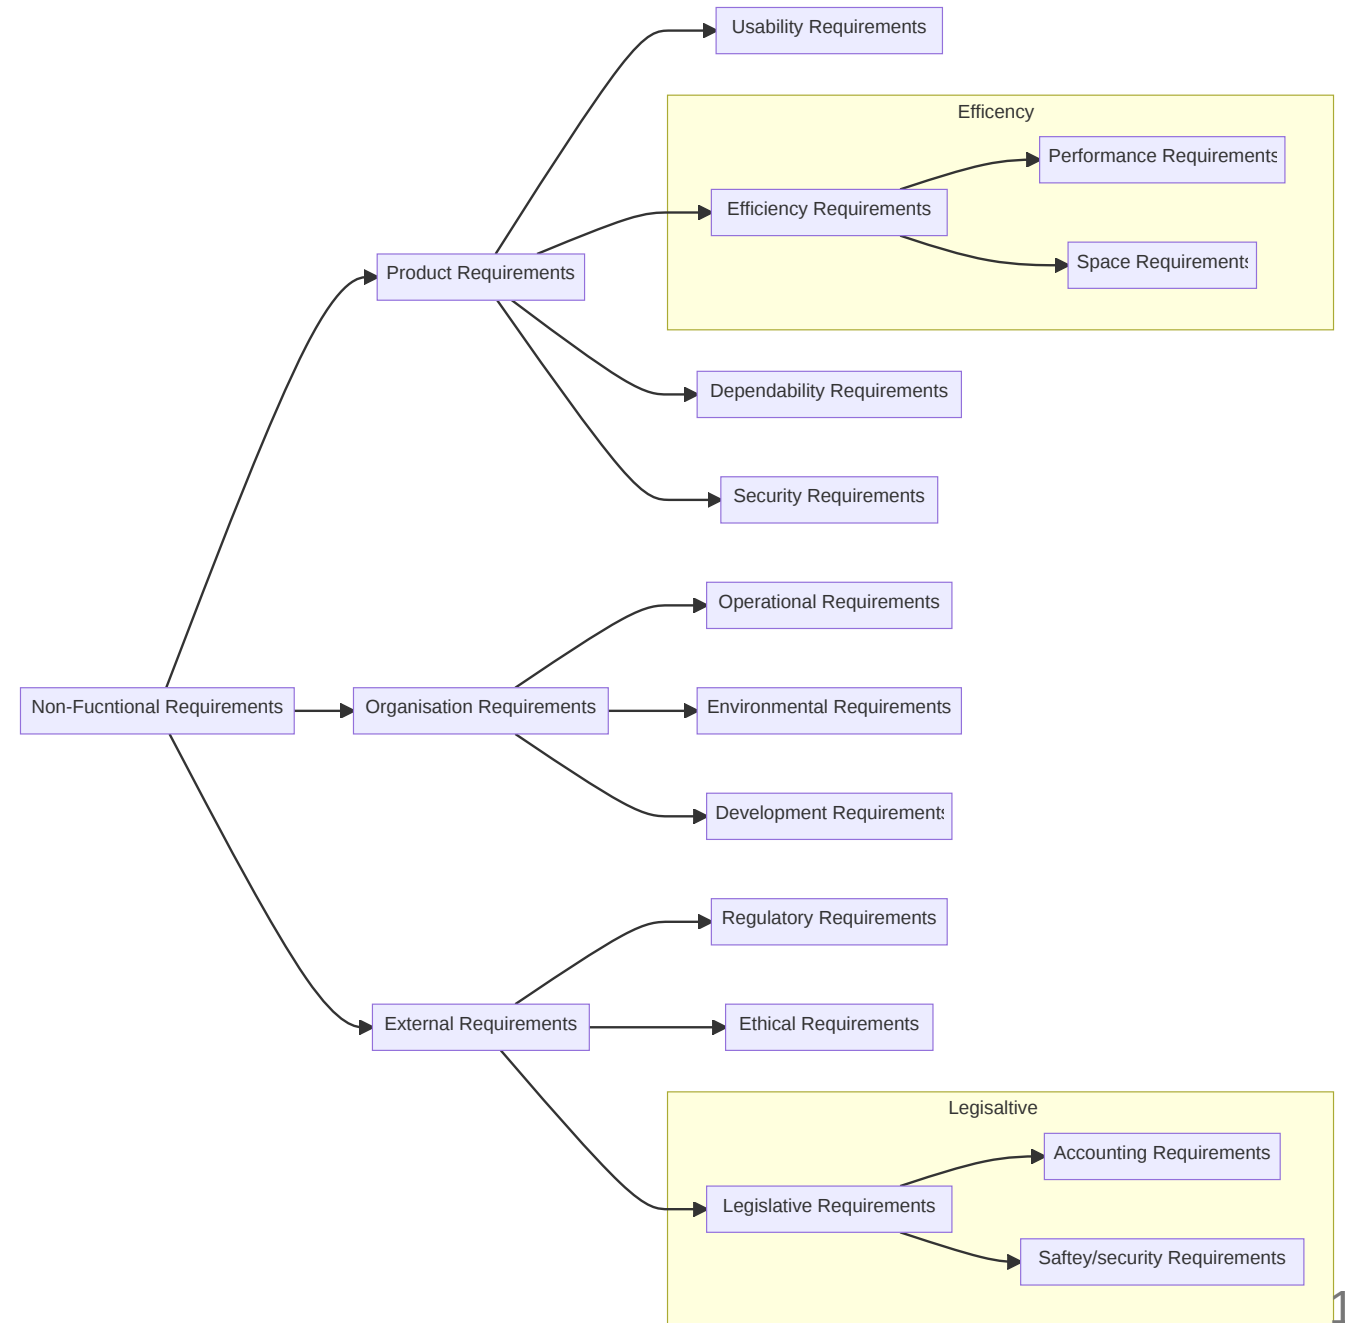 Usability Requirements
Efficency
Performance Requirements
Efficiency Requirements
Space Requirements
Product Requirements
Dependability Requirements
Security Requirements
Operational Requirements
Non-Fucntional Requirements
Organisation Requirements
Environmental Requirements
Development Requirements
Regulatory Requirements
External Requirements
Ethical Requirements
Legisaltive
Accounting Requirements
Legislative Requirements
Saftey/security Requirements
1